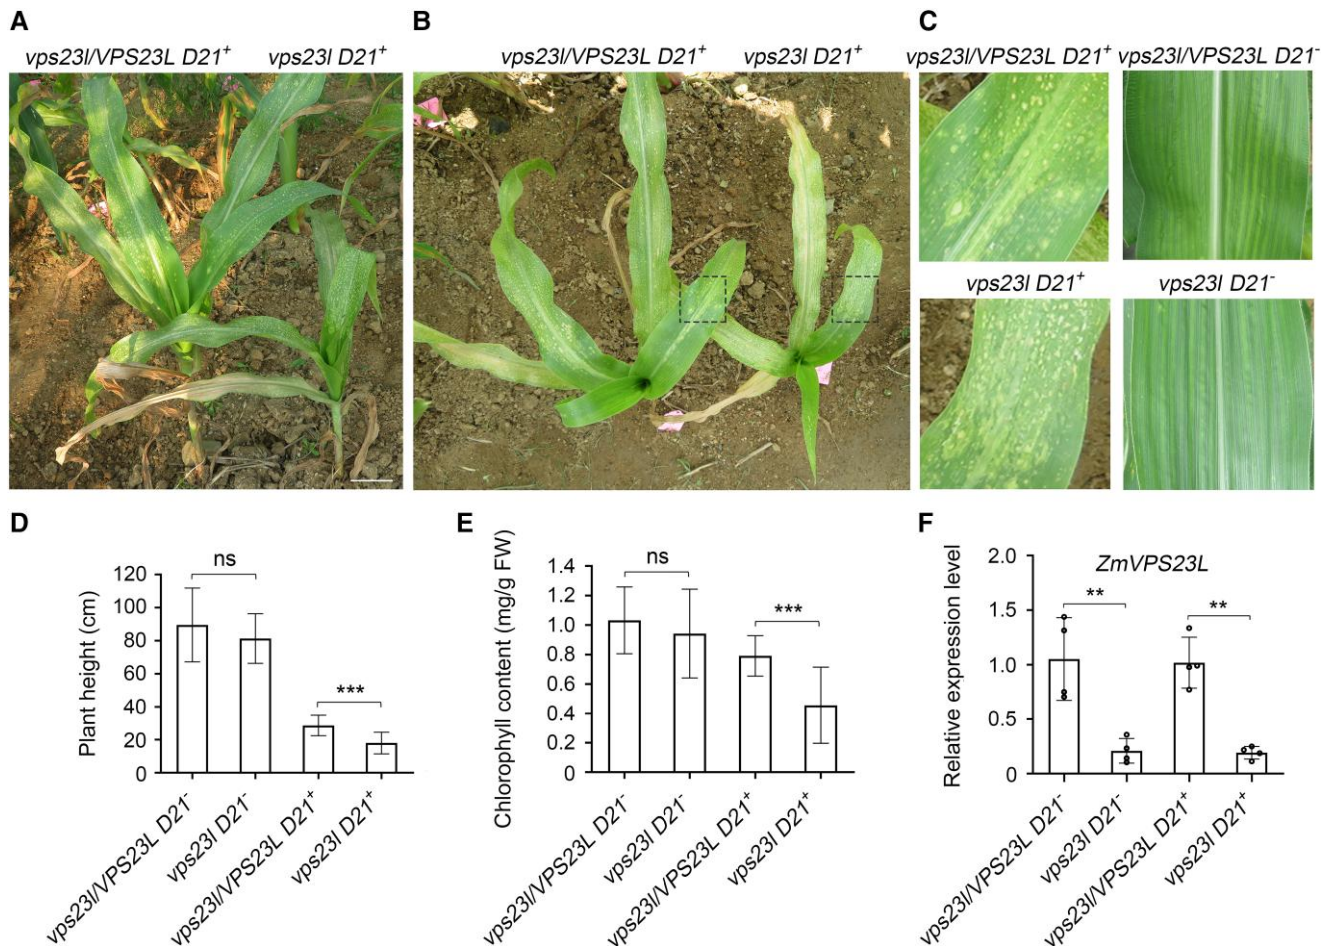 A
B
C
vps23l/VPS23L D21⁺
vps23l D21⁺
vps23l/VPS23L D21⁺
vps23l D21⁺
vps23l/VPS23L D21⁺
vps23l/VPS23L D21⁻
vps23l D21⁺
vps23l D21⁻
D
Plant height (cm)
120
100
80
60
40
20
0
ns
***
vps23l/VPS23L D21⁻
vps23l D21⁻
vps23l/VPS23L D21⁺
vps23l D21⁺
E
Chlorophyll content (mg/g FW)
1.4
1.2
1.0
0.8
0.6
0.4
0.2
0
ns
***
vps23l/VPS23L D21⁻
vps23l D21⁻
vps23l/VPS23L D21⁺
vps23l D21⁺
F
Relative expression level
2.0
1.5
1.0
0.5
0
ZmVPS23L
**
**
vps23l/VPS23L D21⁻
vps23l D21⁻
vps23l/VPS23L D21⁺
vps23l D21⁺